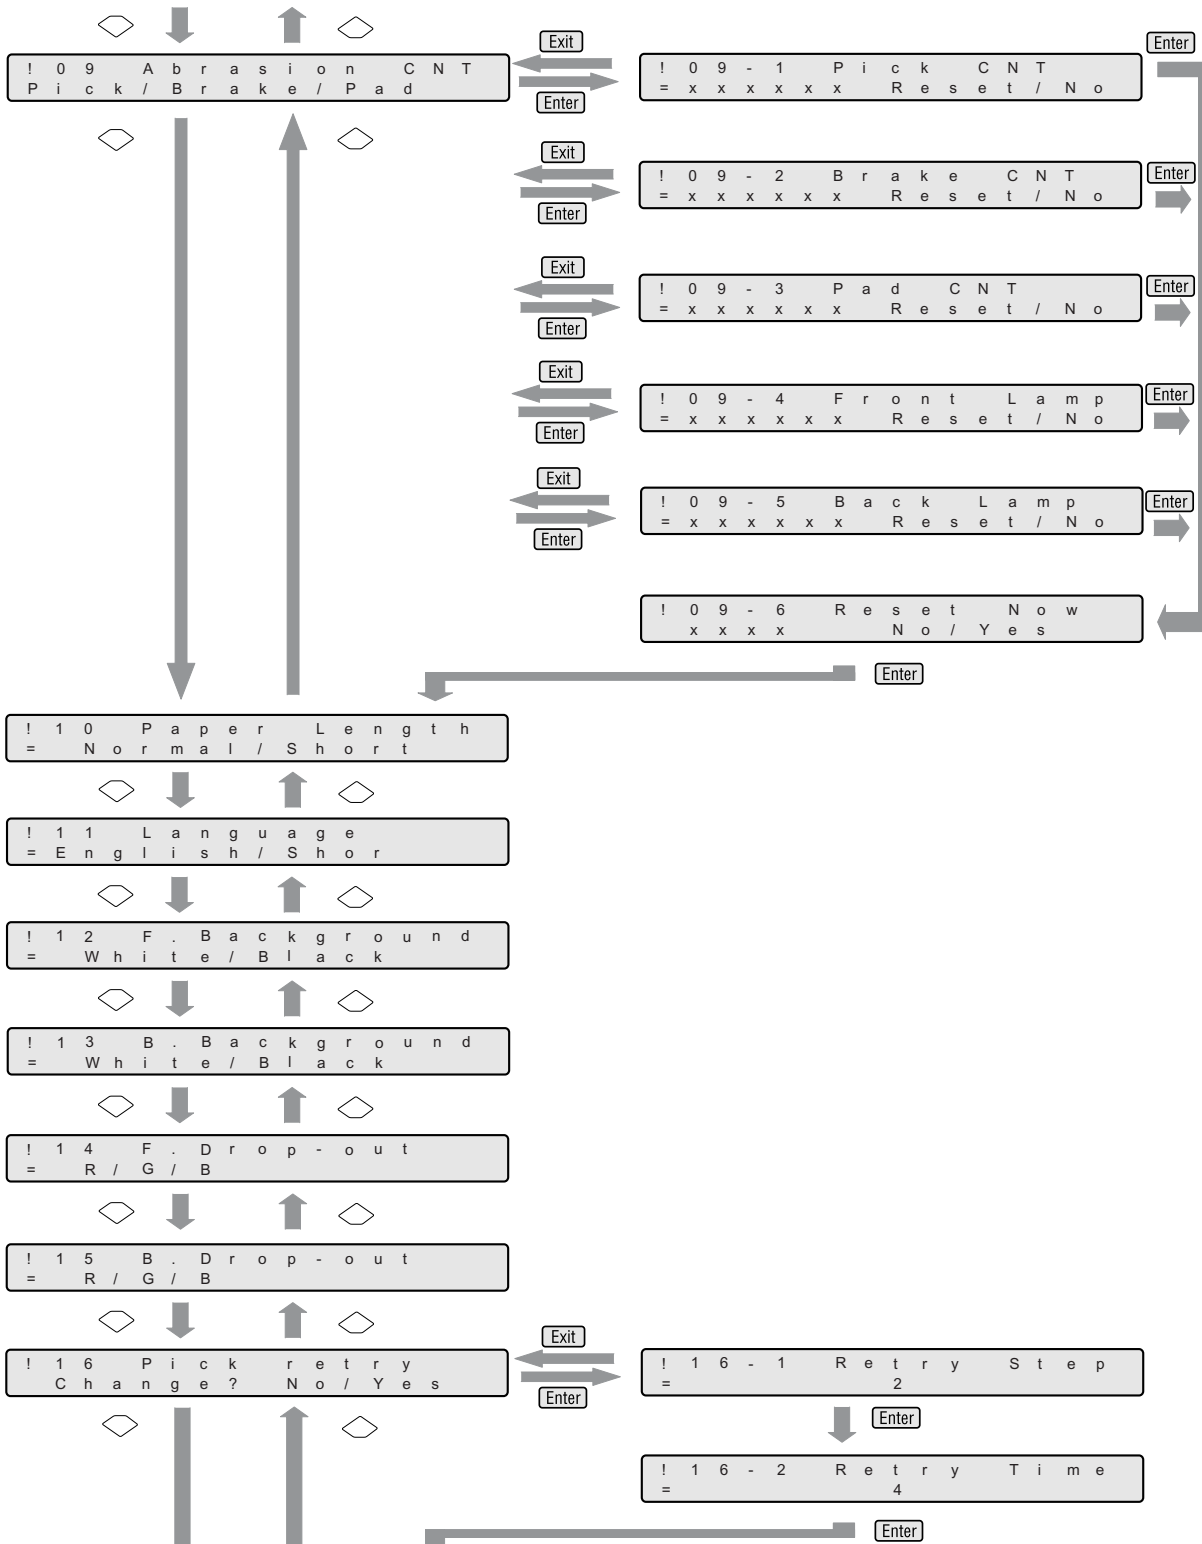 Enter
Exit
!09 Abrasion CNT
Pick/Brake/Pad
Enter
!09-1 Pick CNT
=xxxxxx Reset/No
Exit
Enter
!09-2 Brake CNT
=xxxxxx Reset/No
Enter
Exit
Enter
!09-3 Pad CNT
=xxxxxx Reset/No
Enter
Exit
Enter
!09-4 Front Lamp
=xxxxxx Reset/No
Enter
Exit
Enter
!09-5 Back Lamp
=xxxxxx Reset/No
Enter
!09-6 Reset Now
xxxx No/Yes
Enter
!10 Paper Length
= Normal/Short
!11 Language
=English/Shor
!12 F.Background
= White/Black
!13 B.Background
= White/Black
!14 F.Drop-out
= R/G/B
!15 B.Drop-out
= R/G/B
!16 Pick retry
Change? No/Yes
Exit
Enter
!16-1 Retry Step
= 2
Enter
!16-2 Retry Time
= 4
Enter